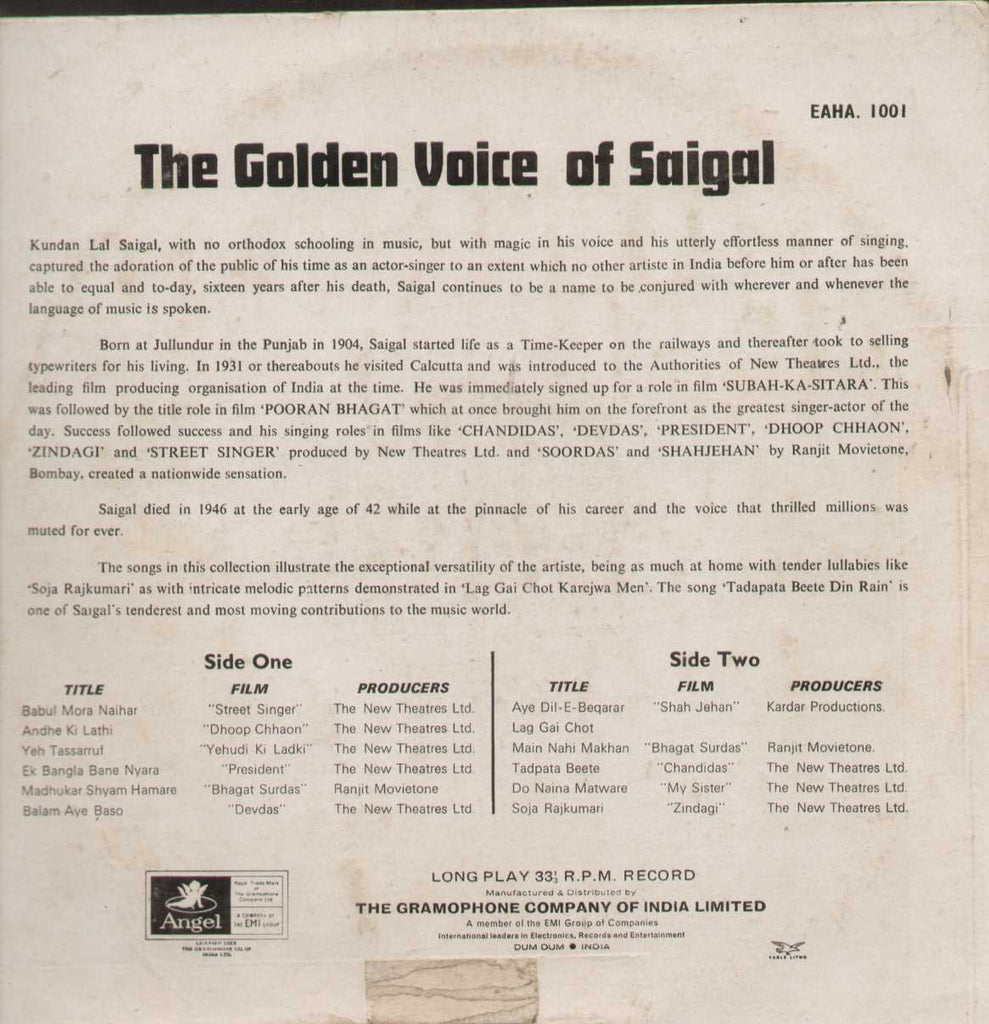 EAHA. 1001
The Golden Voice of Saigal
Kundan Lal Saigal, with no orthodox schooling in music, but with magic in his voice and his utterly effortless manner of singing,
captured the adoration of the public of his time as an actor-singer to an extent which no other artiste in India before him or after has been
able to equal and to-day, sixteen years after his death, Saigal continues to be a name to be conjured with wherever and whenever the
language of music is spoken.
Born at Jullundur in the Punjab in 1904, Saigal started life as a Time-Keeper on the railways and thereafter took to selling
typewriters for his living. In 1931 or thereabouts he visited Calcutta and was introduced to the Authorities of New Theatres Ltd., the
leading film producing organisation of India at the time. He was immediately signed up for a role in film 'SUBAH-KA-SITARA'. This
was followed by the title role in film 'POORAN BHAGAT' which at once brought him on the forefront as the greatest singer-actor of the
day. Success followed success and his singing roles in films like 'CHANDIDAS', 'DEVDAS', 'PRESIDENT', 'DHOOP CHHAON',
'ZINDAGI' and 'STREET SINGER' produced by New Theatres Ltd. and 'SOORDAS' and 'SHAHJEHAN' by Ranjit Movietone,
Bombay, created a nationwide sensation.
Saigal died in 1946 at the early age of 42 while at the pinnacle of his career and the voice that thrilled millions was
muted for ever.
The songs in this collection illustrate the exceptional versatility of the artiste, being as much at home with tender lullabies like
'Soja Rajkumari' as with intricate melodic patterns demonstrated in 'Lag Gai Chot Karejwa Men'. The song 'Tadapata Beete Din Rain' is
one of Saigal's tenderest and most moving contributions to the music world.
Side One
TITLE FILM PRODUCERS
Babul Mora Naihar "Street Singer" The New Theatres Ltd.
Andhe Ki Lathi "Dhoop Chhaon" The New Theatres Ltd.
Yeh Tassarruf "Yehudi Ki Ladki" The New Theatres Ltd.
Ek Bangla Bane Nyara "President" The New Theatres Ltd
Madhukar Shyam Hamare "Bhagat Surdas" Ranjit Movietone
Balam Aye Baso "Devdas" The New Theatres Ltd.
Side Two
TITLE FILM PRODUCERS
Aye Dil-E-Beqarar "Shah Jehan" Kardar Productions.
Lag Gai Chot
Main Nahi Makhan "Bhagat Surdas" Ranjit Movietone.
Tadpata Beete "Chandidas" The New Theatres Ltd.
Do Naina Matware "My Sister" The New Theatres Ltd.
Soja Rajkumari "Zindagi" The New Theatres Ltd.
Angel
Regd Trade Mark
of
The Gramophone
Company Ltd
A COMPANY OF
THE EMI GROUP
THE GRAMOPHONE CO. OF
INDIA LTD.
LONG PLAY 33⅓ R.P.M. RECORD
Manufactured & Distributed by
THE GRAMOPHONE COMPANY OF INDIA LIMITED
A member of the EMI Group of Companies
International leaders in Electronics, Records and Entertainment
DUM DUM ● INDIA
EAGLE LITHO